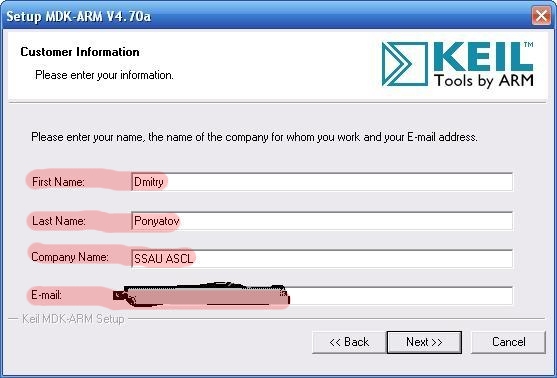 Setup MDK-ARM V4.70a
Customer Information
Please enter your information.
KEIL™
Tools by ARM
Please enter your name, the name of the company for whom you work and your E-mail address.
First Name: Dmitry
Last Name: Ponyatov
Company Name: SSAU ASCL
E-mail:
Keil MDK-ARM Setup
<< Back Next >> Cancel